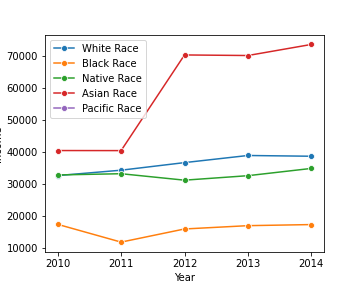 White Race
Black Race
Native Race
Asian Race
Pacific Race
70000
60000
50000
40000
30000
20000
10000
2010 2011 2012 2013 2014
Year